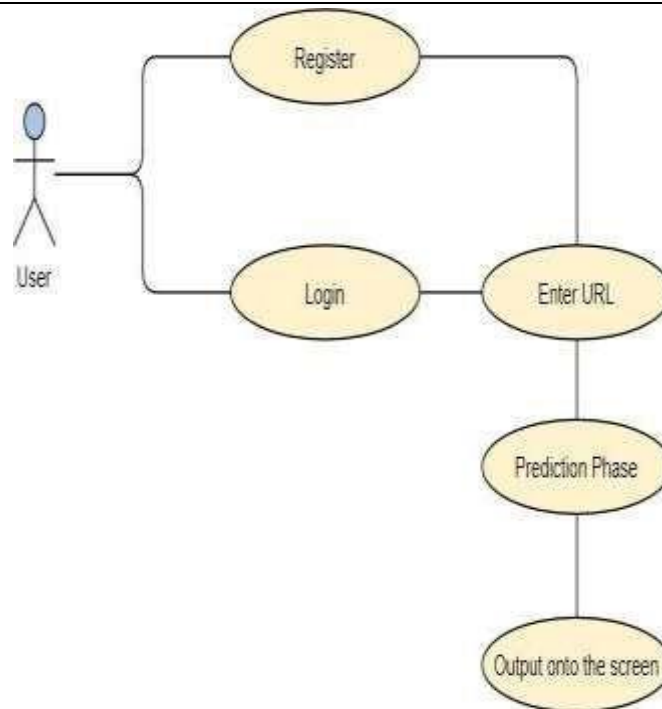 Register
User
Login
Enter URL
Prediction Phase
Output onto the screen